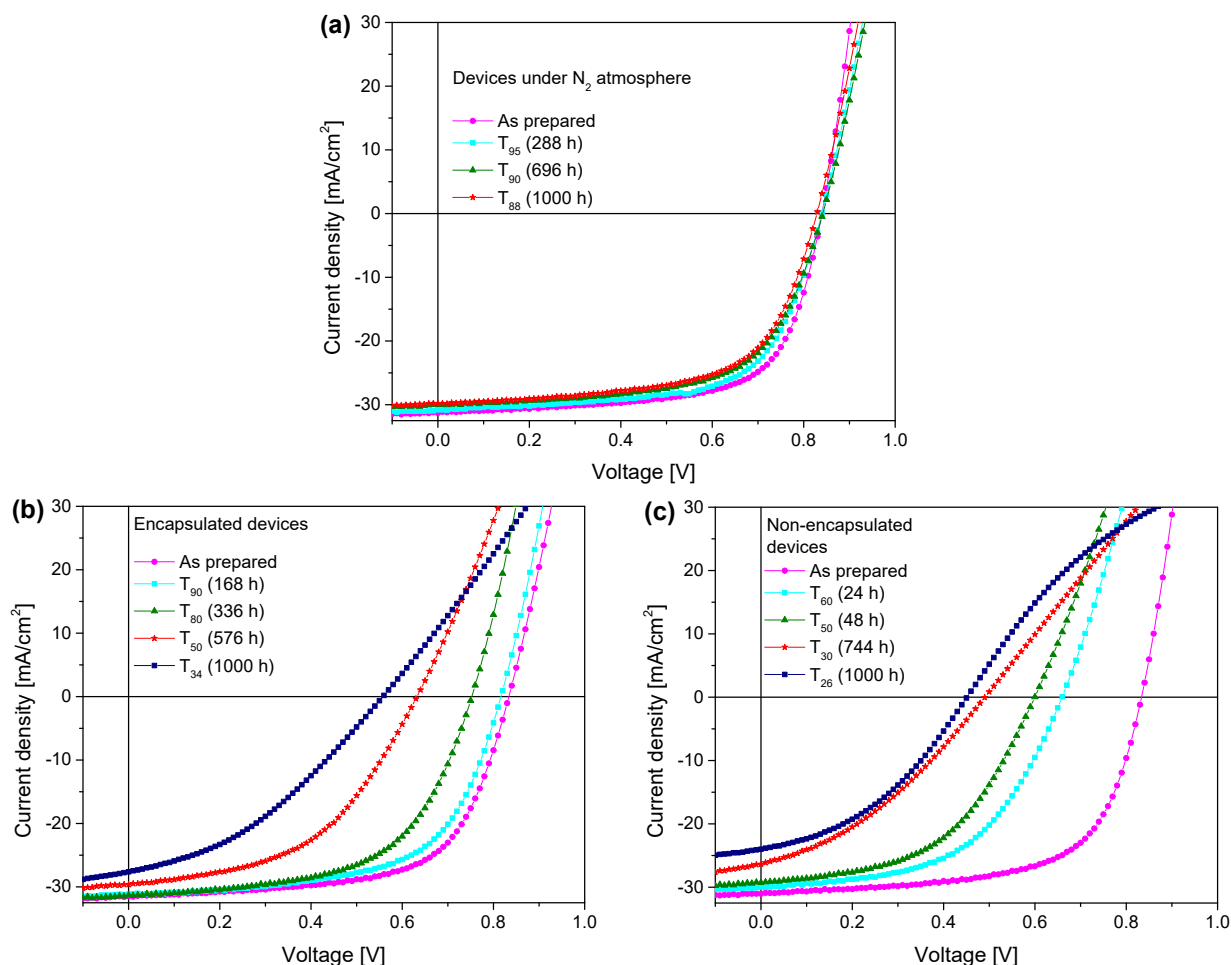 (a)
Devices under N₂ atmosphere
As prepared
T₉₅ (288 h)
T₉₀ (696 h)
T₈₈ (1000 h)
30
20
10
0
-10
-20
-30
Current density [mA/cm²]
0.0 0.2 0.4 0.6 0.8 1.0
Voltage [V]
(b)
Encapsulated devices
As prepared
T₉₀ (168 h)
T₈₀ (336 h)
T₅₀ (576 h)
T₃₄ (1000 h)
30
20
10
0
-10
-20
-30
Current density [mA/cm²]
0.0 0.2 0.4 0.6 0.8 1.0
Voltage [V]
(c)
Non-encapsulated
devices
As prepared
T₆₀ (24 h)
T₅₀ (48 h)
T₃₀ (744 h)
T₂₆ (1000 h)
30
20
10
0
-10
-20
-30
Current density [mA/cm²]
0.0 0.2 0.4 0.6 0.8 1.0
Voltage [V]